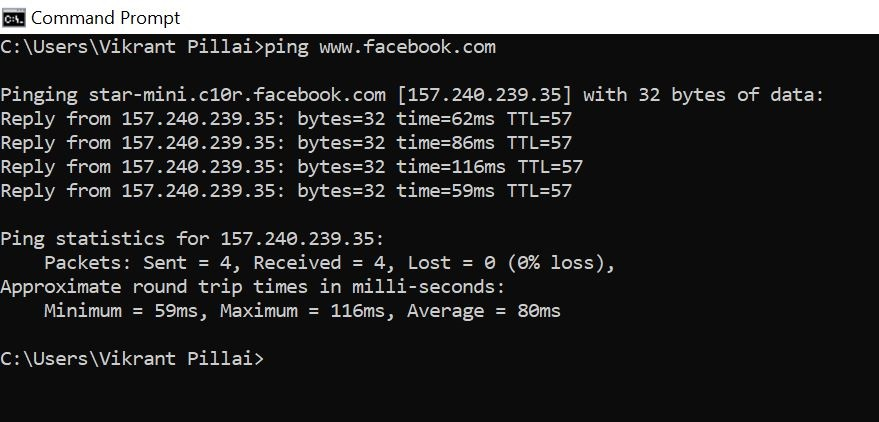 Command Prompt
C:\Users\Vikrant Pillai>ping www.facebook.com
Pinging star-mini.c10r.facebook.com [157.240.239.35] with 32 bytes of data:
Reply from 157.240.239.35: bytes=32 time=62ms TTL=57
Reply from 157.240.239.35: bytes=32 time=86ms TTL=57
Reply from 157.240.239.35: bytes=32 time=116ms TTL=57
Reply from 157.240.239.35: bytes=32 time=59ms TTL=57
Ping statistics for 157.240.239.35:
    Packets: Sent = 4, Received = 4, Lost = 0 (0% loss),
Approximate round trip times in milli-seconds:
    Minimum = 59ms, Maximum = 116ms, Average = 80ms
C:\Users\Vikrant Pillai>